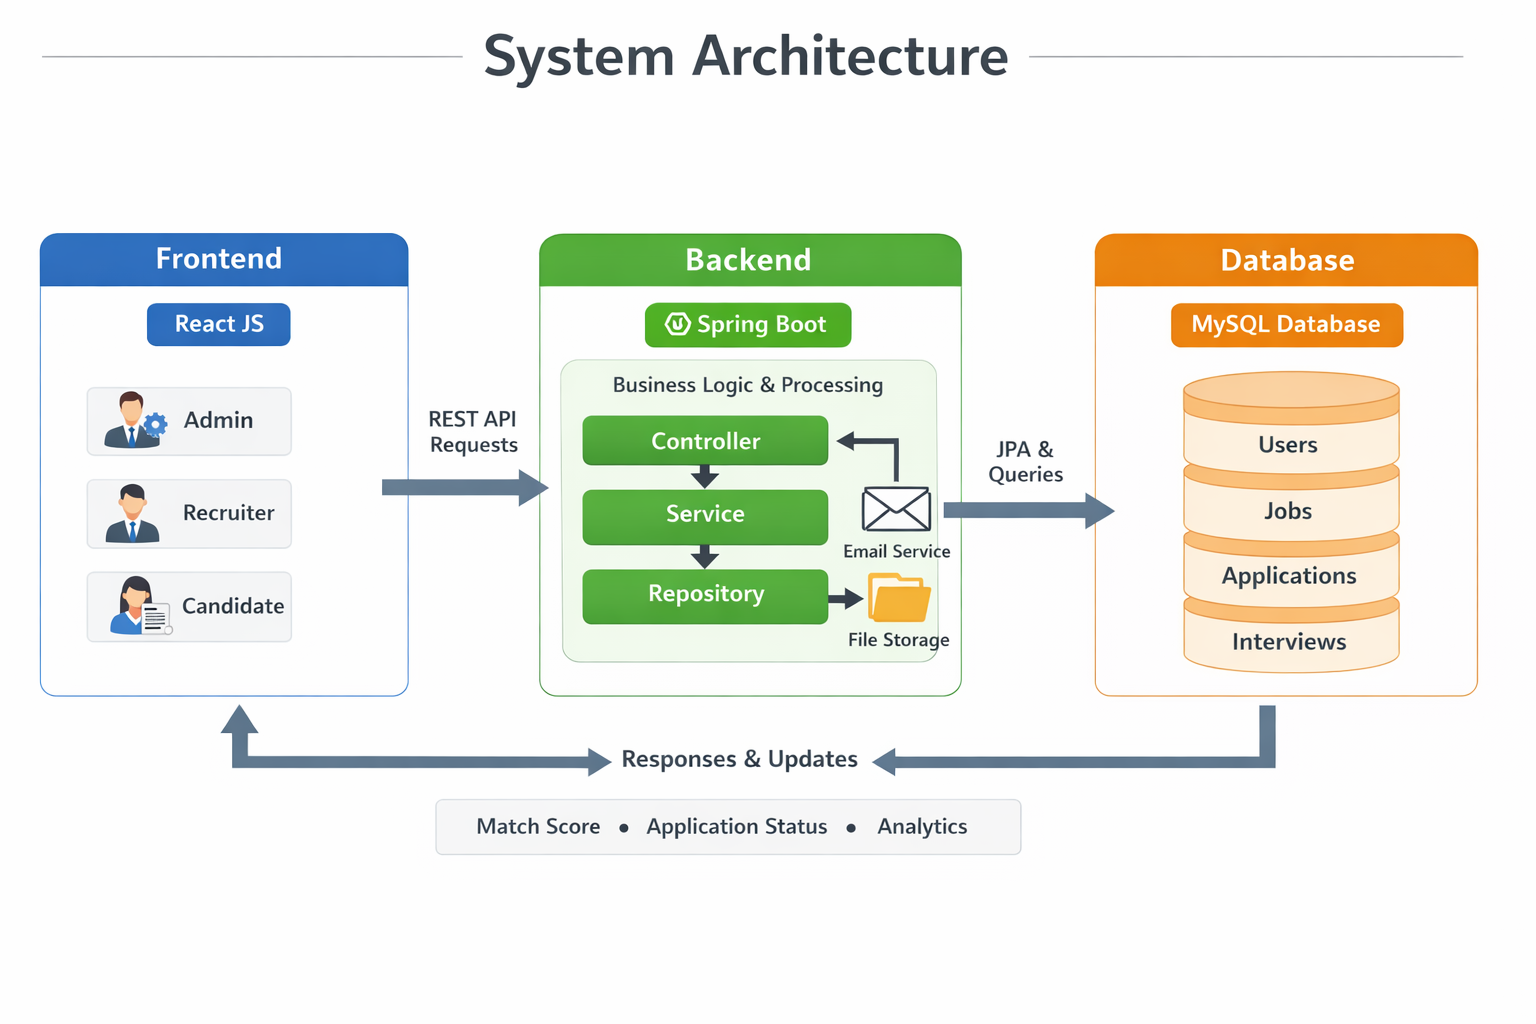 System Architecture
Frontend
React JS
Admin
Recruiter
Candidate
REST API
Requests
Backend
Spring Boot
Business Logic & Processing
Controller
Service
Repository
Email Service
File Storage
JPA &
Queries
Database
MySQL Database
Users
Jobs
Applications
Interviews
Responses & Updates
Match Score • Application Status • Analytics